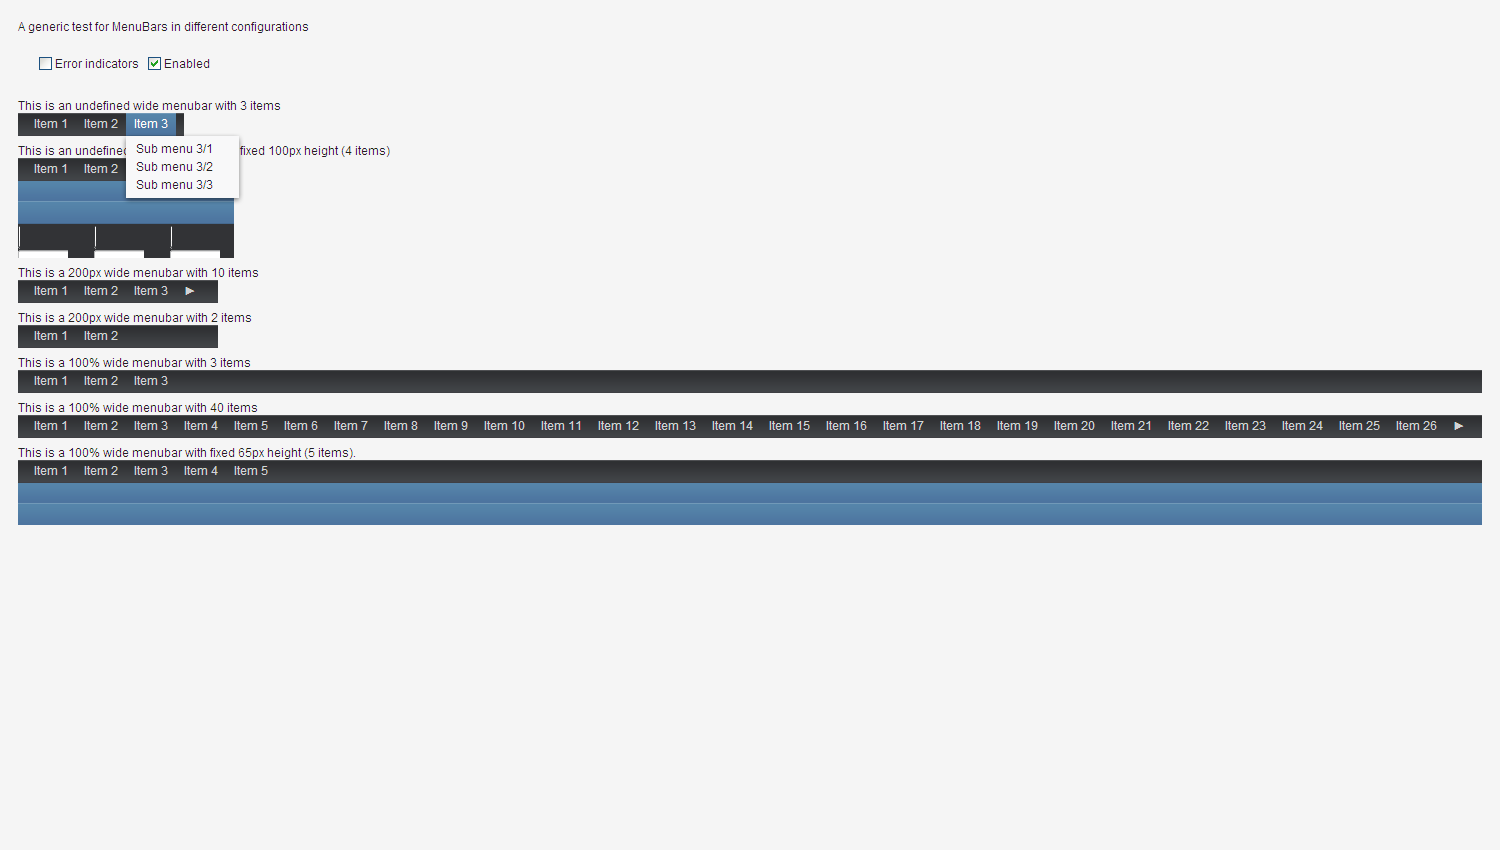 A generic test for MenuBars in different configurations
Error indicators Enabled
This is an undefined wide menubar with 3 items
Item 1 Item 2 Item 3
Sub menu 3/1
Sub menu 3/2
Sub menu 3/3
This is an undefined fixed 100px height (4 items)
Item 1 Item 2
This is a 200px wide menubar with 10 items
Item 1 Item 2 Item 3 ►
This is a 200px wide menubar with 2 items
Item 1 Item 2
This is a 100% wide menubar with 3 items
Item 1 Item 2 Item 3
This is a 100% wide menubar with 40 items
Item 1 Item 2 Item 3 Item 4 Item 5 Item 6 Item 7 Item 8 Item 9 Item 10 Item 11 Item 12 Item 13 Item 14 Item 15 Item 16 Item 17 Item 18 Item 19 Item 20 Item 21 Item 22 Item 23 Item 24 Item 25 Item 26 ►
This is a 100% wide menubar with fixed 65px height (5 items).
Item 1 Item 2 Item 3 Item 4 Item 5